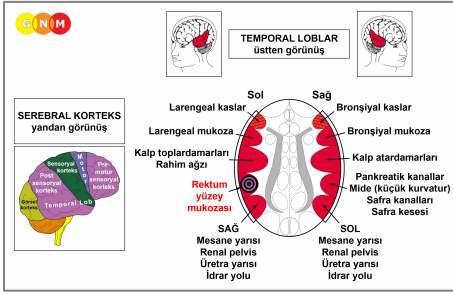 G N M
TEMPORAL LOBLAR
üstten görünüş
SEREBRAL KORTEKS
yandan görünüş
Sensoryal
korteks
Motor
Pre-
motor
sensoryal
korteks
Post
sensoryal
korteks
Temporal Lob
Görsel
korteks
Sol
Sağ
Larengeal kaslar
Bronşiyal kaslar
Larengeal mukoza
Bronşiyal mukoza
Kalp toplardamarları
Rahim ağzı
Kalp atardamarları
Rektum
yüzey
mukozası
Pankreatik kanallar
Mide (küçük kurvatur)
Safra kanalları
Safra kesesi
SAĞ
Mesane yarısı
Renal pelvis
Üretra yarısı
İdrar yolu
SOL
Mesane yarısı
Renal pelvis
Üretra yarısı
İdrar yolu